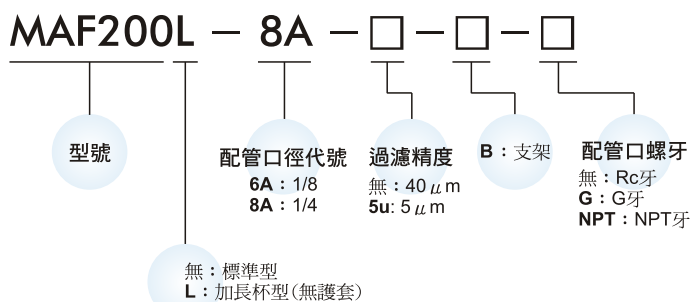 MAF200L － 8A － □ － □ － □
型號
配管口徑代號
6A：1/8
8A：1/4
過濾精度
無：40μm
5u: 5μm
B：支架
配管口螺牙
無：Rc牙
G：G牙
NPT：NPT牙
無：標準型
L：加長杯型(無護套)